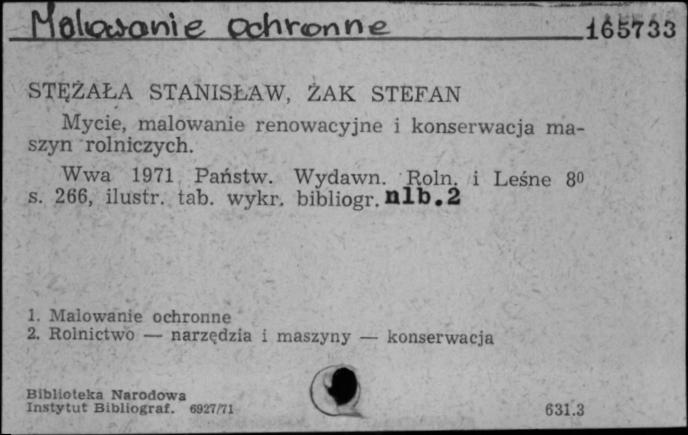 Malowanie ochronne
165733
STĘŻAŁA STANISŁAW, ŻAK STEFAN
Mycie, malowanie renowacyjne i konserwacja ma-
szyn rolniczych.
Wwa 1971 Państw. Wydawn. Roln. i Leśne 8⁰
s. 266, ilustr. tab. wykr. bibliogr. nlb.2
1. Malowanie ochronne
2. Rolnictwo — narzędzia i maszyny — konserwacja
Biblioteka Narodowa
Instytut Bibliograf. 6927/71
631.3